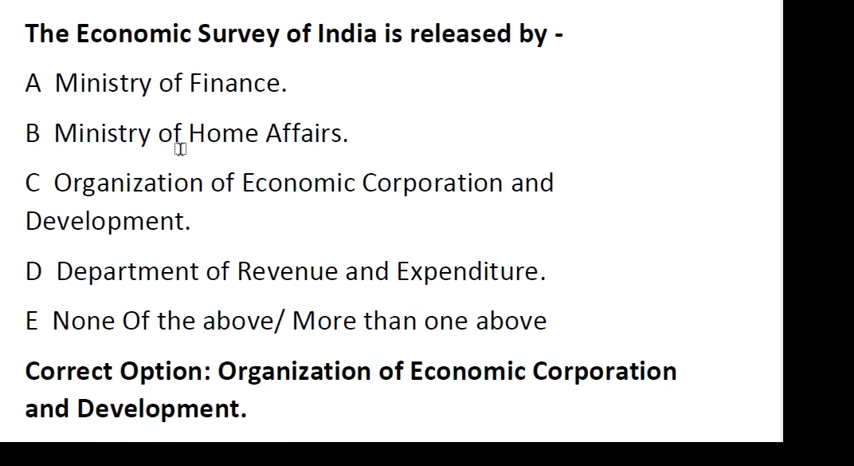 The Economic Survey of India is released by -
A Ministry of Finance.
B Ministry of Home Affairs.
C Organization of Economic Corporation and
Development.
D Department of Revenue and Expenditure.
E None Of the above/ More than one above
Correct Option: Organization of Economic Corporation
and Development.